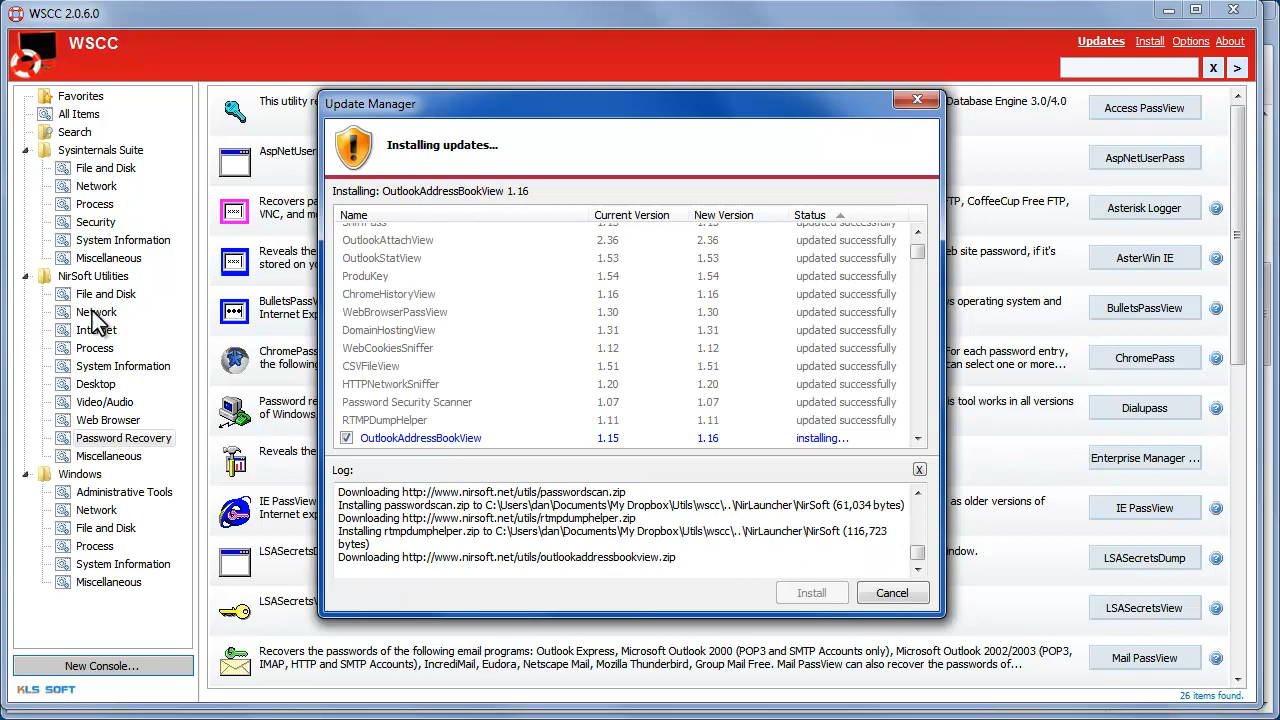 WSCC 2.0.6.0
WSCC
Updates Install Options About
X >
Favorites
All Items
Search
Sysinternals Suite
File and Disk
Network
Process
Security
System Information
Miscellaneous
NirSoft Utilities
File and Disk
Network
Internet
Process
System Information
Desktop
Video/Audio
Web Browser
Password Recovery
Miscellaneous
Windows
Administrative Tools
Network
File and Disk
Process
System Information
Miscellaneous
New Console...
KLS SOFT
This utility r
Database Engine 3.0/4.0
Access PassView
AspNetUserP
AspNetUserPass
Recovers pa
VNC, and mo
FTP, CoffeeCup Free FTP,
Asterisk Logger
Reveals the
stored on yo
web site password, if it's
AsterWin IE
BulletsPassV
Internet Exp
us operating system and
BulletsPassView
ChromePass
the following
For each password entry,
can select one or more...
ChromePass
Password re
of Windows
is tool works in all versions
Dialupass
Reveals the
Enterprise Manager ...
IE PassView
Internet exp
as older versions of
IE PassView
LSASecretsD
ndow.
LSASecretsDump
LSASecretsV
LSASecretsView
Recovers the passwords of the following email programs: Outlook Express, Microsoft Outlook 2000 (POP3 and SMTP Accounts only), Microsoft Outlook 2002/2003 (POP3,
IMAP, HTTP and SMTP Accounts), IncrediMail, Eudora, Netscape Mail, Mozilla Thunderbird, Group Mail Free. Mail PassView can also recover the passwords of...
Mail PassView
26 items found.
Update Manager
Installing updates...
Installing: OutlookAddressBookView 1.16
Name Current Version New Version Status
OutlookAttachView 2.36 2.36 updated successfully
OutlookStatView 1.53 1.53 updated successfully
ProduKey 1.54 1.54 updated successfully
ChromeHistoryView 1.16 1.16 updated successfully
WebBrowserPassView 1.30 1.30 updated successfully
DomainHostingView 1.31 1.31 updated successfully
WebCookiesSniffer 1.12 1.12 updated successfully
CSVFileView 1.51 1.51 updated successfully
HTTPNetworkSniffer 1.20 1.20 updated successfully
Password Security Scanner 1.07 1.07 updated successfully
RTMPDumpHelper 1.11 1.11 updated successfully
OutlookAddressBookView 1.15 1.16 installing...
Log:
X
Downloading http://www.nirsoft.net/utils/passwordscan.zip
Installing passwordscan.zip to C:\Users\dan\Documents\My Dropbox\Utils\wscc\..\NirLauncher\NirSoft (61,034 bytes)
Downloading http://www.nirsoft.net/utils/rtmpdumphelper.zip
Installing rtmpdumphelper.zip to C:\Users\dan\Documents\My Dropbox\Utils\wscc\..\NirLauncher\NirSoft (116,723
bytes)
Downloading http://www.nirsoft.net/utils/outlookaddressbookview.zip
Install Cancel